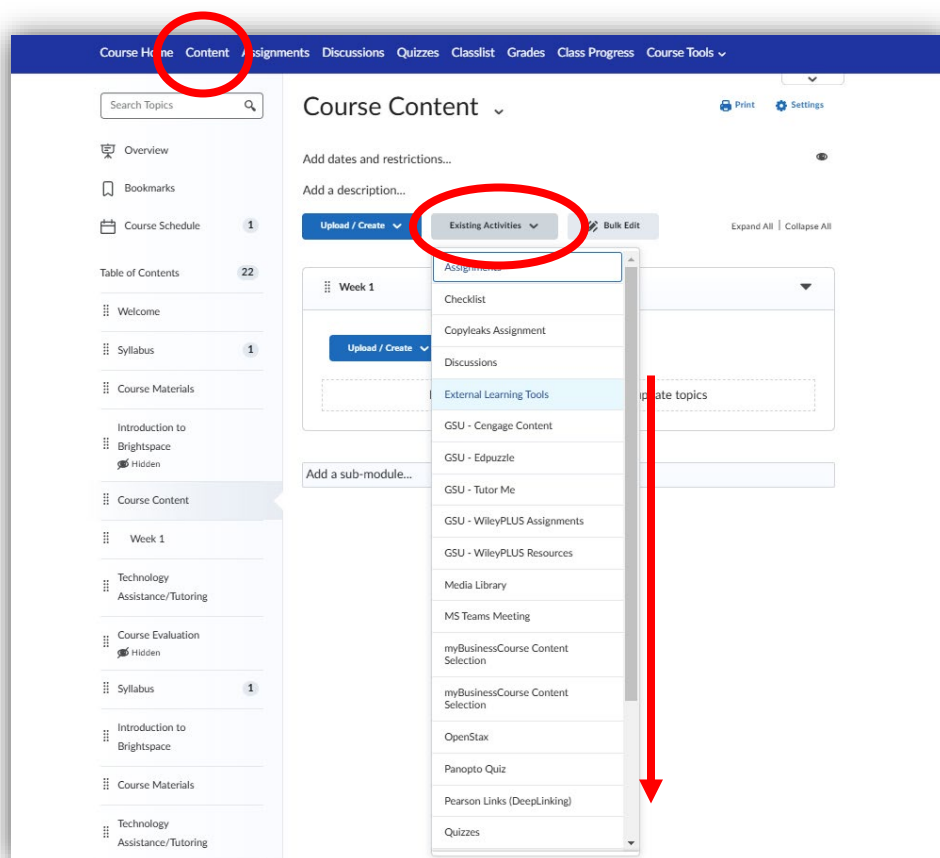 Course Home Content Assignments Discussions Quizzes Classlist Grades Class Progress Course Tools
Search Topics
Overview
Bookmarks
Course Schedule 1
Table of Contents 22
Welcome
Syllabus 1
Course Materials
Introduction to
Brightspace
Hidden
Course Content
Week 1
Technology
Assistance/Tutoring
Course Evaluation
Hidden
Syllabus 1
Introduction to
Brightspace
Course Materials
Technology
Assistance/Tutoring
Course Content
Print Settings
Add dates and restrictions...
Add a description...
Upload / Create Existing Activities Bulk Edit Expand All | Collapse All
Week 1
Upload / Create
topics
Add a sub-module...
Assignments
Checklist
Copyleaks Assignment
Discussions
External Learning Tools
GSU - Cengage Content
GSU - Edpuzzle
GSU - Tutor Me
GSU - WileyPLUS Assignments
GSU - WileyPLUS Resources
Media Library
MS Teams Meeting
myBusinessCourse Content
Selection
myBusinessCourse Content
Selection
OpenStax
Panopto Quiz
Pearson Links (DeepLinking)
Quizzes